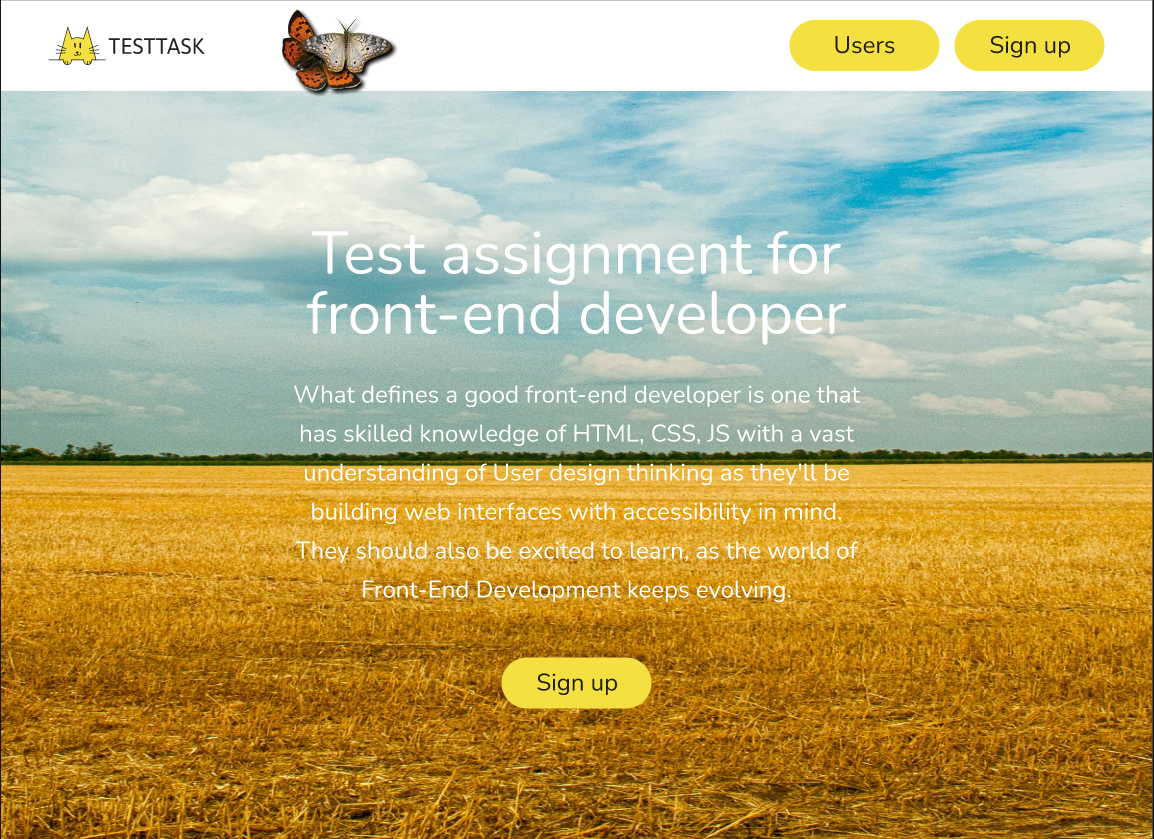 TESTTASK
Users
Sign up
Test assignment for
front-end developer
What defines a good front-end developer is one that
has skilled knowledge of HTML, CSS, JS with a vast
understanding of User design thinking as they'll be
building web interfaces with accessibility in mind.
They should also be excited to learn, as the world of
Front-End Development keeps evolving.
Sign up